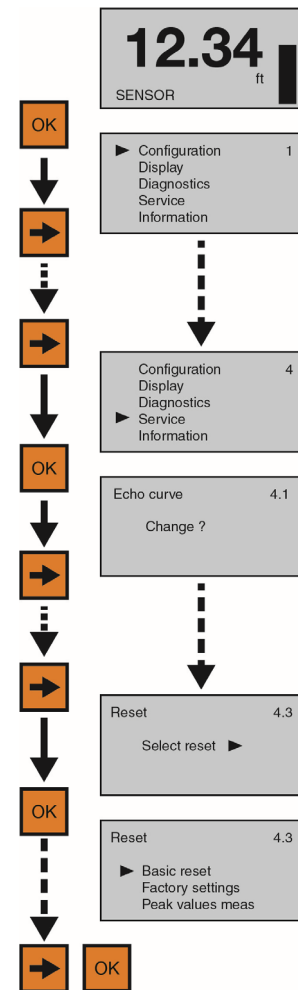 12.34
ft
SENSOR
OK
Configuration 1
Display
Diagnostics
Service
Information
Configuration 4
Display
Diagnostics
Service
Information
OK
Echo curve 4.1
Change ?
Reset 4.3
Select reset
OK
Reset 4.3
Basic reset
Factory settings
Peak values meas
OK